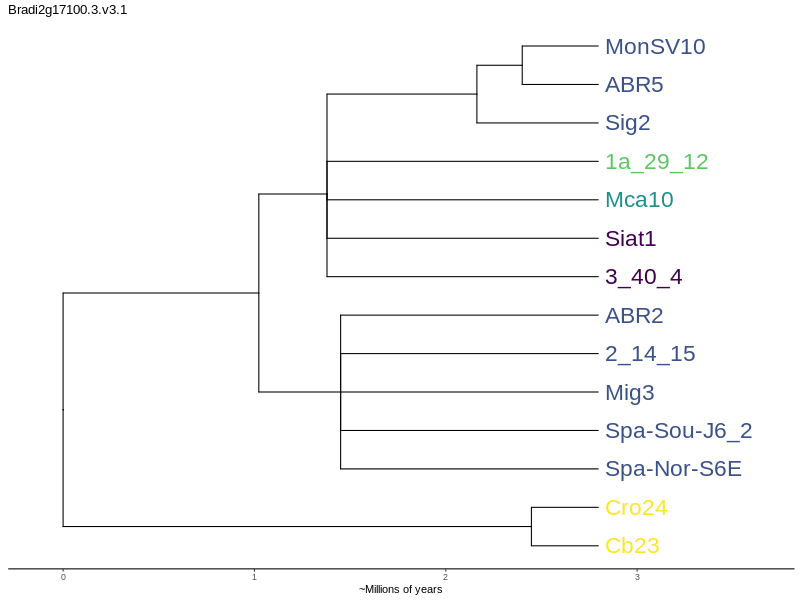 Bradi2g17100.3.v3.1
MonSV10
ABR5
Sig2
1a_29_12
Mca10
Siat1
3_40_4
ABR2
2_14_15
Mig3
Spa-Sou-J6_2
Spa-Nor-S6E
Cro24
Cb23
0 1 2 3
~Millions of years